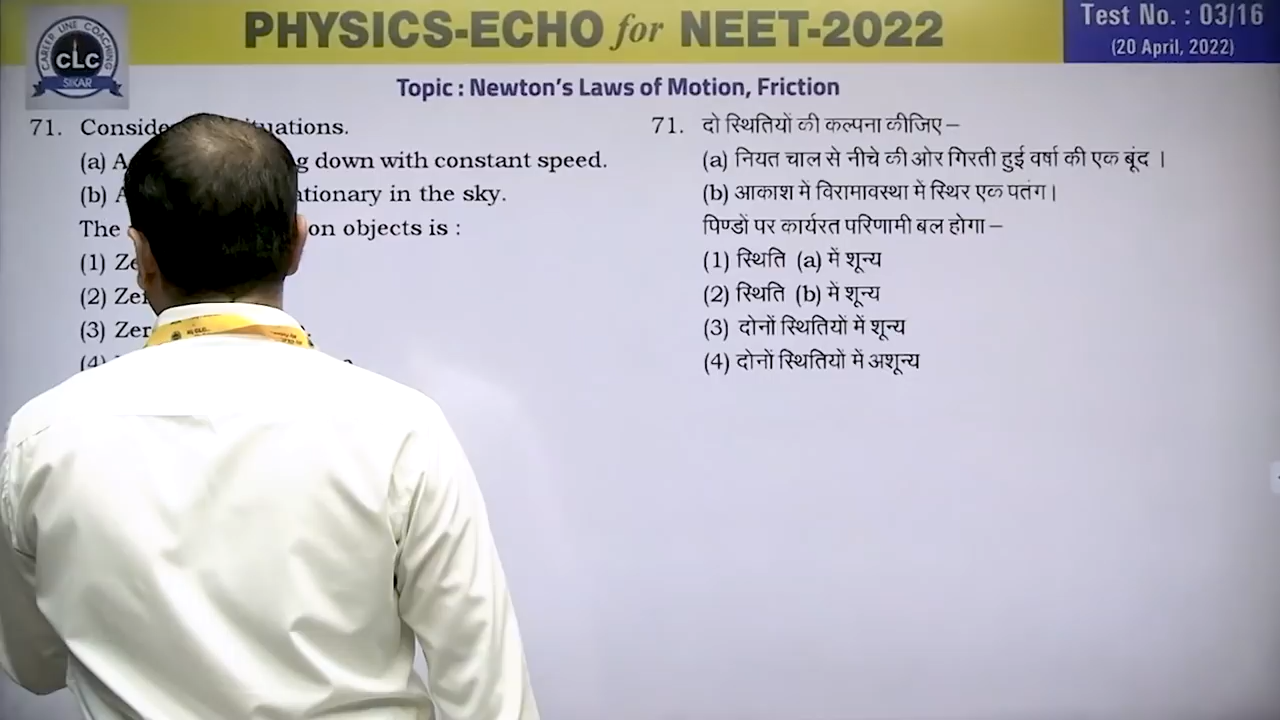 PHYSICS-ECHO for NEET-2022
Test No. : 03/16
(20 April, 2022)
CAREER LINE COACHING
CLC
SIKAR
Topic : Newton's Laws of Motion, Friction
71. Conside uations.
(a) A g down with constant speed.
(b) A ationary in the sky.
The on objects is :
(1) Ze
(2) Zer
(3) Zer
(4)
71. दो स्थितियों की कल्पना कीजिए –
(a) नियत चाल से नीचे की ओर गिरती हुई वर्षा की एक बूंद ।
(b) आकाश में विरामावस्था में स्थिर एक पतंग।
पिण्डों पर कार्यरत परिणामी बल होगा –
(1) स्थिति (a) में शून्य
(2) स्थिति (b) में शून्य
(3) दोनों स्थितियों में शून्य
(4) दोनों स्थितियों में अशून्य